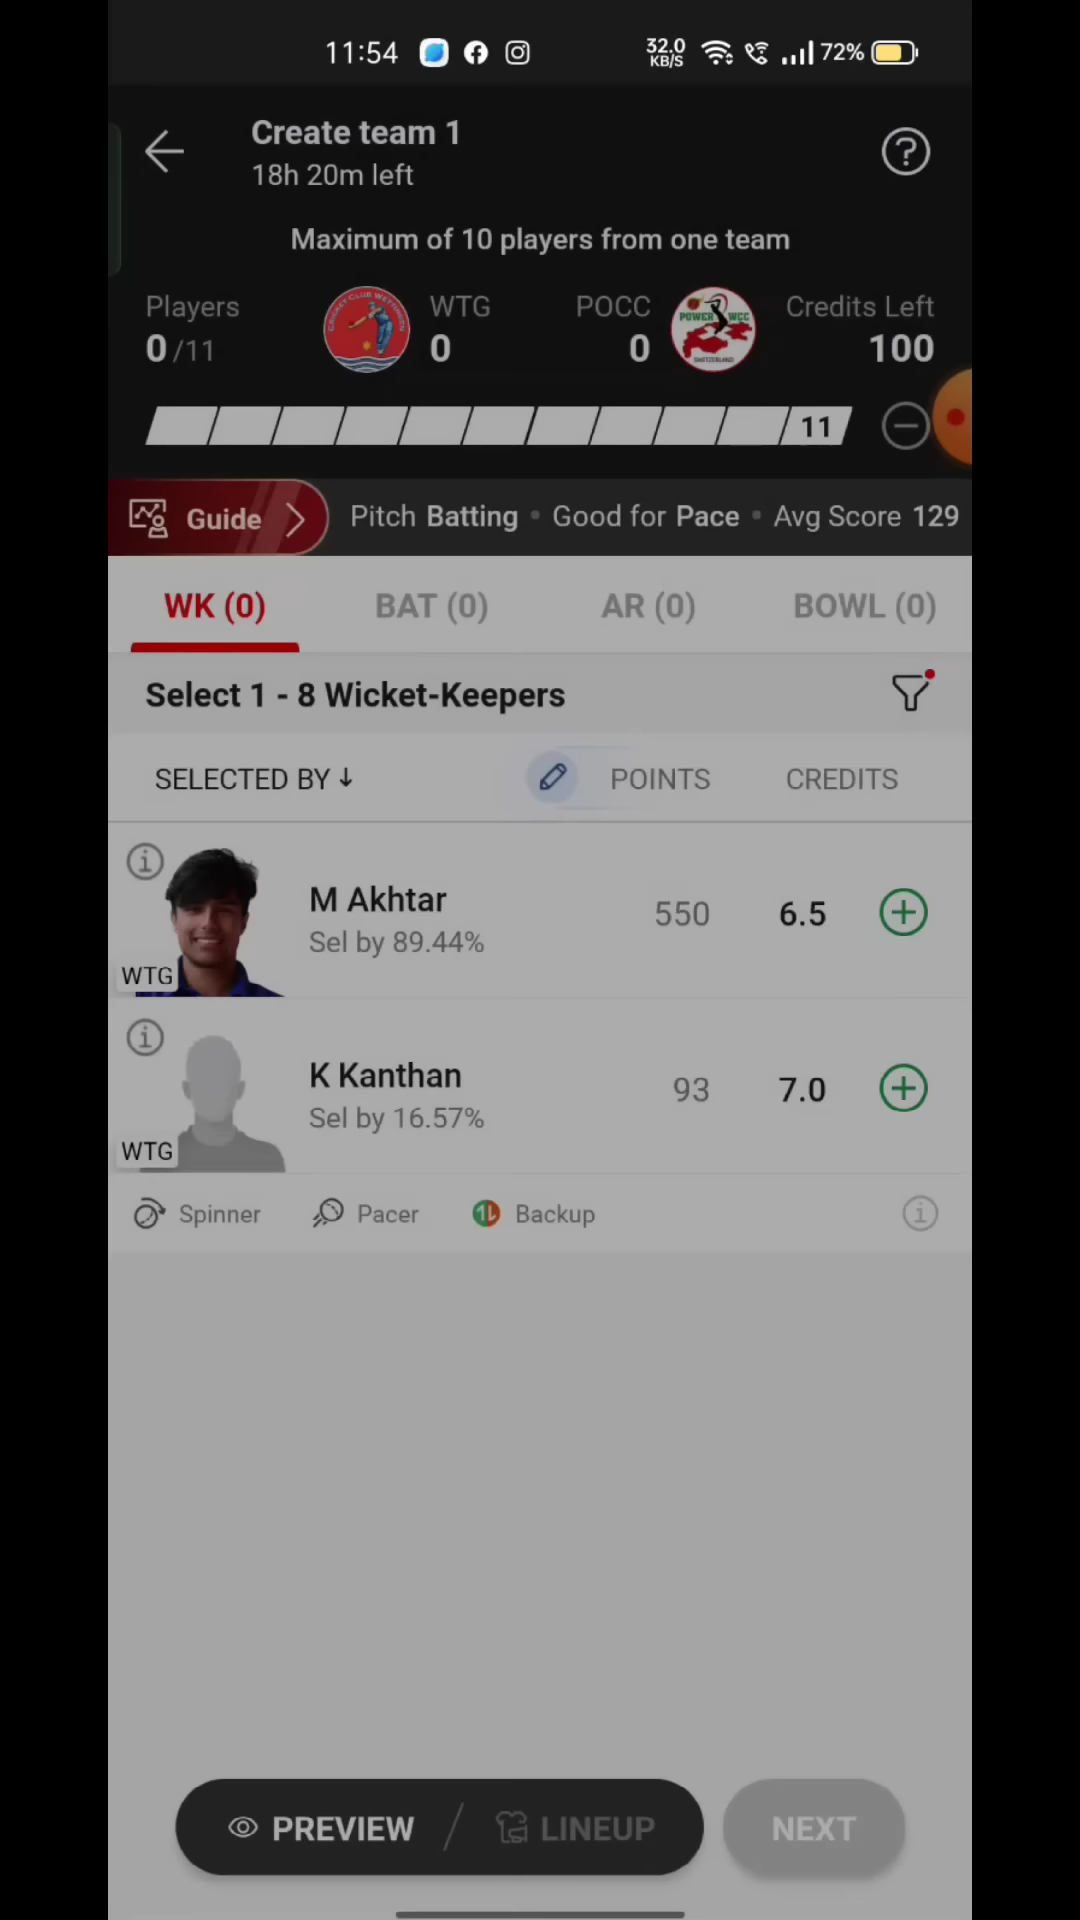 11:54
32.0 KB/S
72%
Create team 1
18h 20m left
Maximum of 10 players from one team
Players WTG POCC Credits Left
0/11 0 0 100
POWER WCC
SWITZERLAND
11
Guide Pitch Batting • Good for Pace • Avg Score 129
WK (0) BAT (0) AR (0) BOWL (0)
Select 1 - 8 Wicket-Keepers
SELECTED BY ↓ POINTS CREDITS
M Akhtar 550 6.5
Sel by 89.44%
WTG
K Kanthan 93 7.0
Sel by 16.57%
WTG
Spinner Pacer Backup
PREVIEW / LINEUP NEXT